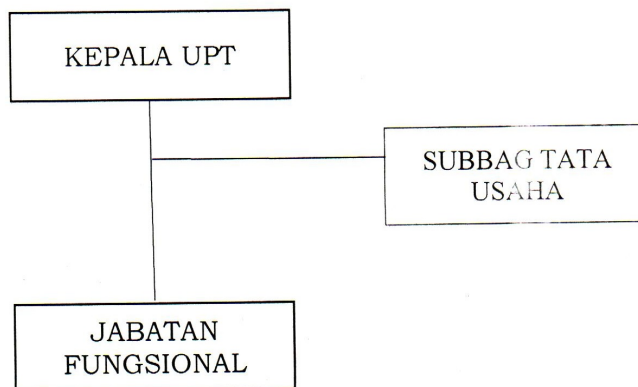 KEPALA UPT
SUBBAG TATA
USAHA
JABATAN
FUNGSIONAL